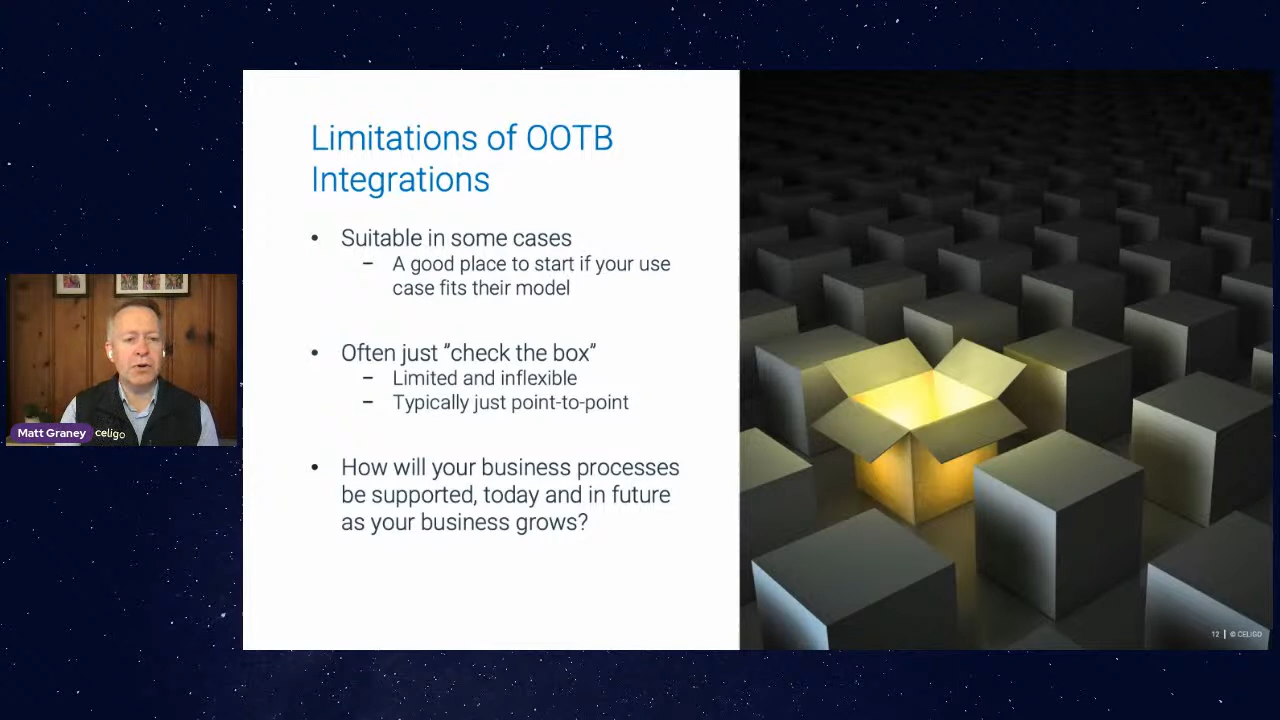 Limitations of OOTB
Integrations
• Suitable in some cases
– A good place to start if your use
case fits their model
• Often just ”check the box”
– Limited and inflexible
– Typically just point-to-point
• How will your business processes
be supported, today and in future
as your business grows?
Matt Graney
celigo
12 | © CELIGO